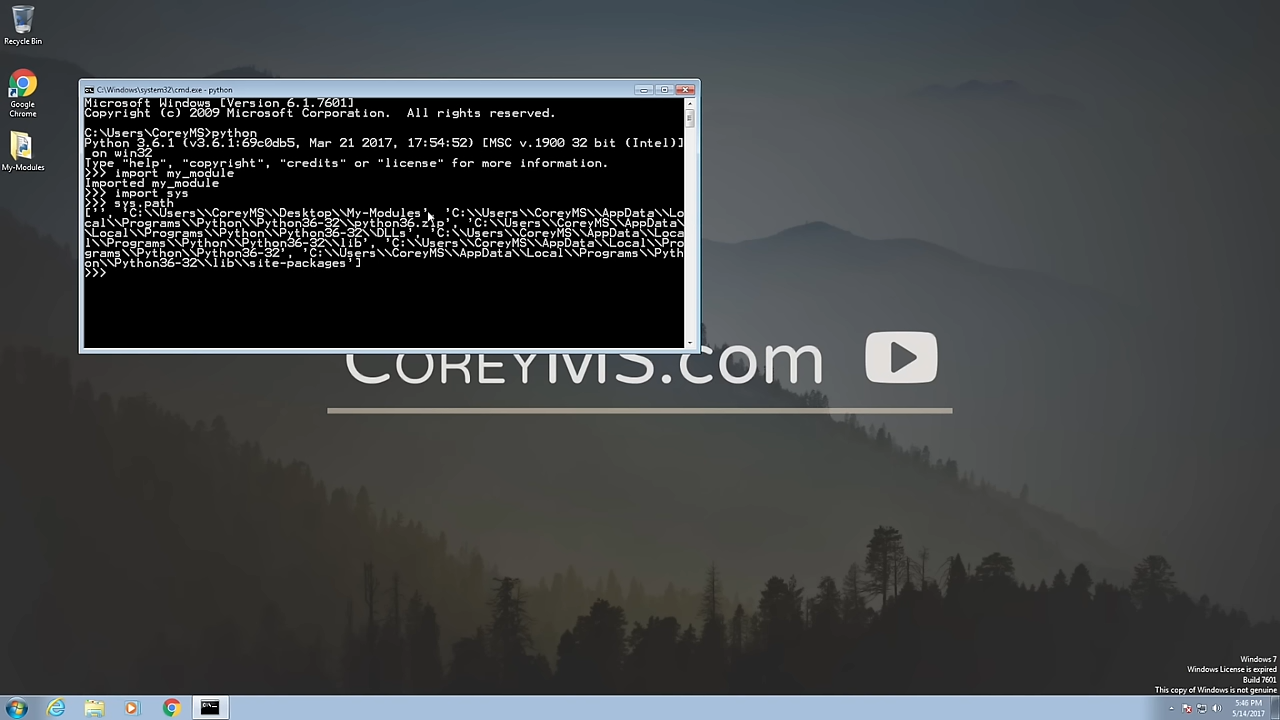 Recycle Bin
Google
Chrome
My-Modules
C:\Windows\system32\cmd.exe - python
Microsoft Windows [Version 6.1.7601]
Copyright (c) 2009 Microsoft Corporation.  All rights reserved.
C:\Users\CoreyMS>python
Python 3.6.1 (v3.6.1:69c0db5, Mar 21 2017, 17:54:52) [MSC v.1900 32 bit (Intel)]
 on win32
Type "help", "copyright", "credits" or "license" for more information.
>>> import my_module
Imported my_module
>>> import sys
>>> sys.path
['', 'C:\\Users\\CoreyMS\\Desktop\\My-Modules', 'C:\\Users\\CoreyMS\\AppData\\Lo
cal\\Programs\\Python\\Python36-32\\python36.zip', 'C:\\Users\\CoreyMS\\AppData\
\Local\\Programs\\Python\\Python36-32\\DLLs', 'C:\\Users\\CoreyMS\\AppData\\Loca
l\\Programs\\Python\\Python36-32\\lib', 'C:\\Users\\CoreyMS\\AppData\\Local\\Pro
grams\\Python\\Python36-32', 'C:\\Users\\CoreyMS\\AppData\\Local\\Programs\\Pyth
on\\Python36-32\\lib\\site-packages']
>>>
COREYMS.com
Windows 7
Windows License is expired
Build 7601
This copy of Windows is not genuine
5:46 PM
5/14/2017